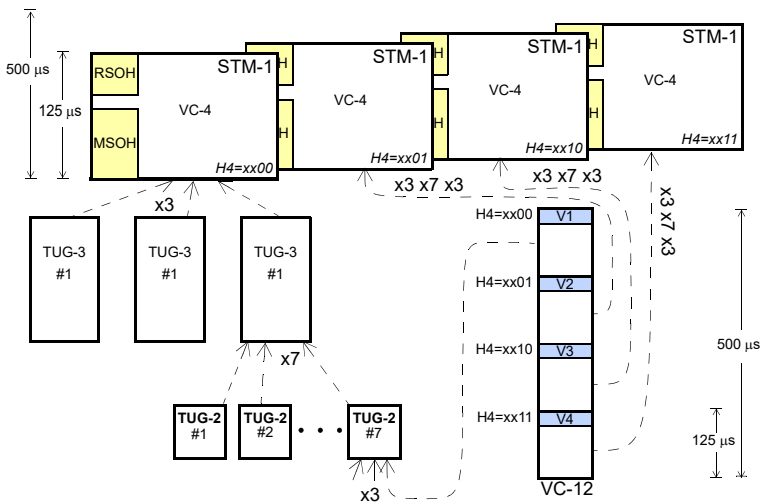 500 µs
125 µs
RSOH
MSOH
STM-1
VC-4
H4=xx00
H
H
STM-1
VC-4
H4=xx01
H
STM-1
VC-4
H4=xx10
H
H
STM-1
VC-4
H4=xx11
x3
x3 x7 x3
x3 x7 x3
x3 x7 x3
TUG-3
#1
TUG-3
#1
TUG-3
#1
x7
TUG-2
#1
TUG-2
#2
• • •
TUG-2
#7
x3
H4=xx00
V1
H4=xx01
V2
H4=xx10
V3
H4=xx11
V4
VC-12
500 µs
125 µs